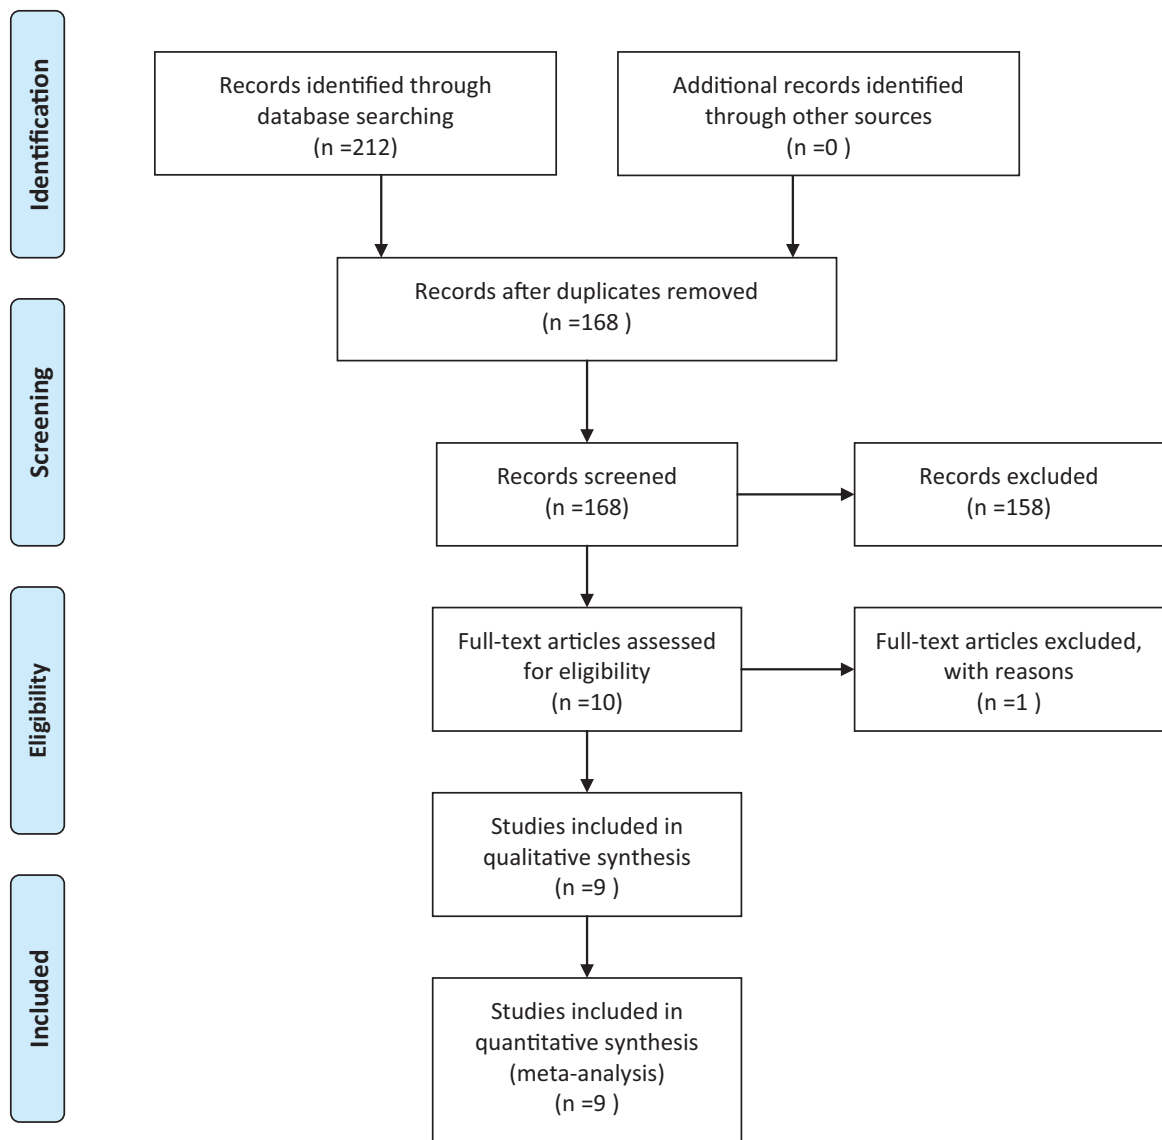 Identification
Records identified through
database searching
(n =212)
Additional records identified
through other sources
(n =0 )
Records after duplicates removed
(n =168 )
Screening
Records screened
(n =168)
Records excluded
(n =158)
Eligibility
Full-text articles assessed
for eligibility
(n =10)
Full-text articles excluded,
with reasons
(n =1 )
Studies included in
qualitative synthesis
(n =9 )
Included
Studies included in
quantitative synthesis
(meta-analysis)
(n =9 )